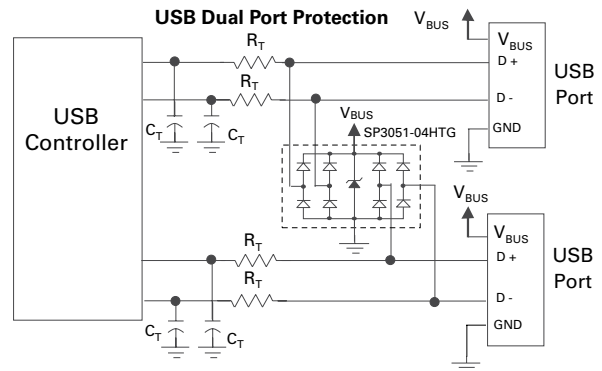 USB Dual Port Protection
VBUS
RT
VBUS
D +
USB
Port
RT
D -
USB
Controller
CT
CT
VBUS
SP3051-04HTG
GND
VBUS
RT
VBUS
D +
USB
Port
RT
D -
CT
CT
GND